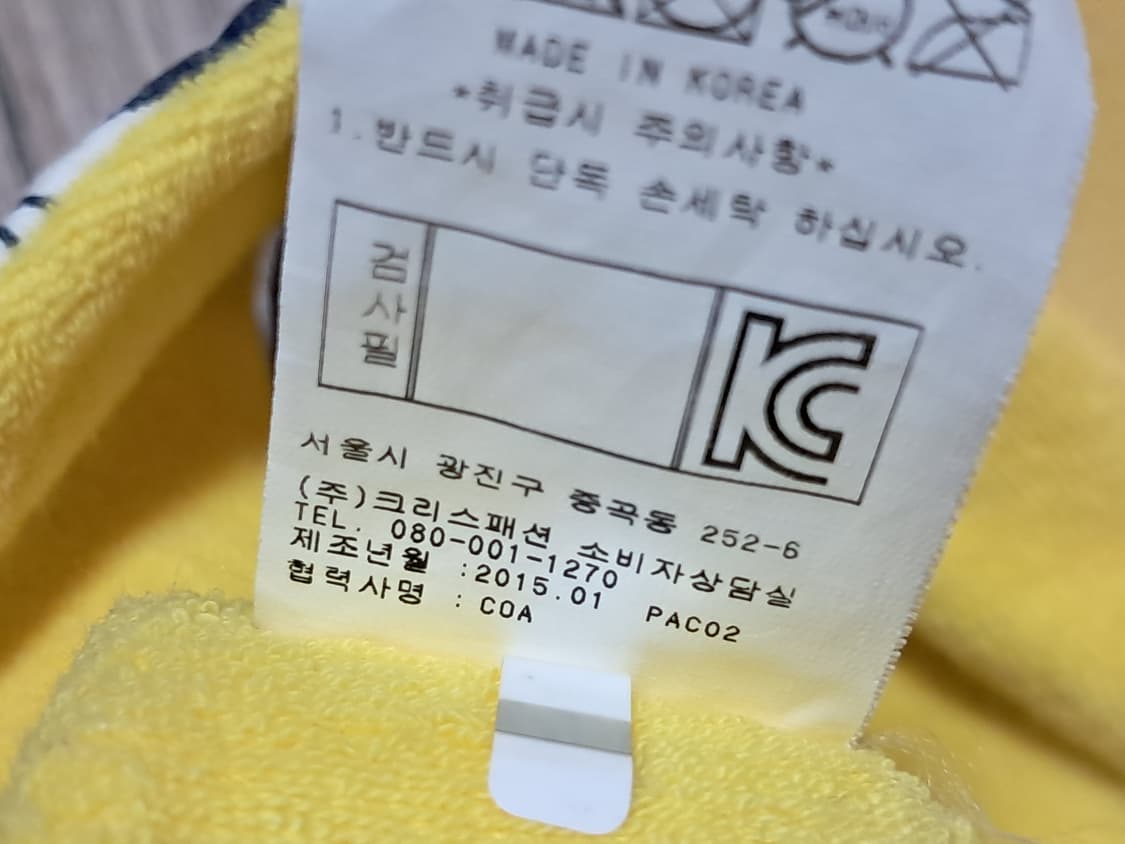 MADE IN KOREA
*취급시 주의사항*
1.반드시 단독 손세탁 하십시오.
검사필
KC
서울시 광진구 중곡동 252-6
(주)크리스패션 소비자상담실
TEL. 080-001-1270
제조년월 :2015.01 PAC02
협력사명 : COA